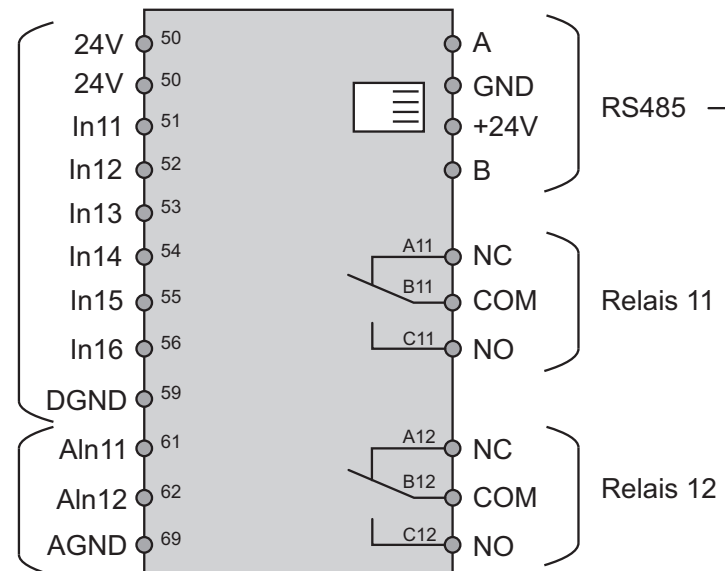 24V 50
24V 50
In11 51
In12 52
In13 53
In14 54
In15 55
In16 56
DGND 59
AIn11 61
AIn12 62
AGND 69
A
GND
+24V
B
RS485
A11 NC
B11 COM
C11 NO
Relais 11
A12 NC
B12 COM
C12 NO
Relais 12